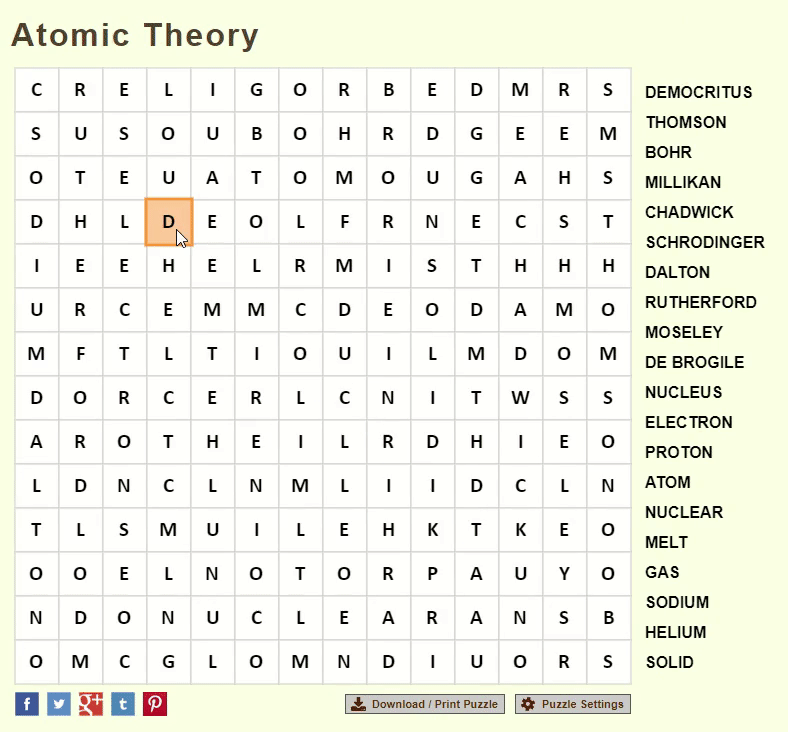 Atomic Theory
C R E L I G O R B E D M R S
S U S O U B O H R D G E E M
O T E U A T O M O U G A H S
D H L D E O L F R N E C S T
I E E H E L R M I S T H H H
U R C E M M C D E O D A M O
M F T L T I O U I L M D O M
D O R C E R L C N I T W S S
A R O T H E I L R D H I E O
L D N C L N M L I I D C L N
T L S M U I L E H K T K E O
O O E L N O T O R P A U Y O
N D O N U C L E A R A N S B
O M C G L O M N D I U O R S
DEMOCRITUS
THOMSON
BOHR
MILLIKAN
CHADWICK
SCHRODINGER
DALTON
RUTHERFORD
MOSELEY
DE BROGILE
NUCLEUS
ELECTRON
PROTON
ATOM
NUCLEAR
MELT
GAS
SODIUM
HELIUM
SOLID
f g+ t
Download / Print Puzzle
Puzzle Settings